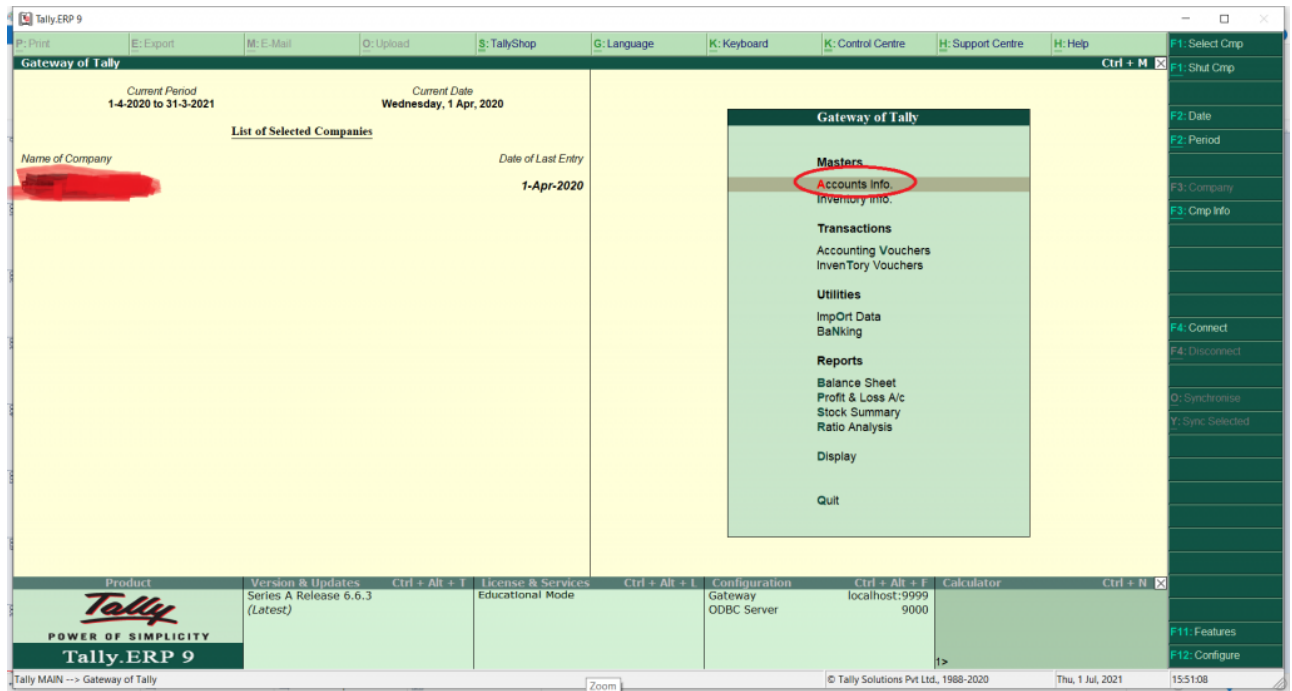 Tally.ERP 9
P: Print E: Export M: E-Mail O: Upload S: TallyShop G: Language K: Keyboard K: Control Centre H: Support Centre H: Help
F1: Select Cmp
F1: Shut Cmp
F2: Date
F2: Period
F3: Company
F3: Cmp Info
F4: Connect
F4: Disconnect
O: Synchronise
Y: Sync Selected
F11: Features
F12: Configure
Gateway of Tally Ctrl + M
Current Period Current Date
1-4-2020 to 31-3-2021 Wednesday, 1 Apr, 2020
List of Selected Companies
Name of Company Date of Last Entry
1-Apr-2020
Gateway of Tally
Masters
Accounts Info.
Inventory Info.
Transactions
Accounting Vouchers
InvenTory Vouchers
Utilities
ImpOrt Data
BaNking
Reports
Balance Sheet
Profit & Loss A/c
Stock Summary
Ratio Analysis
Display
Quit
Product Version & Updates Ctrl + Alt + T License & Services Ctrl + Alt + L Configuration Ctrl + Alt + F Calculator Ctrl + N
Series A Release 6.6.3 Educational Mode Gateway localhost:9999
(Latest) ODBC Server 9000
Tally
POWER OF SIMPLICITY
Tally.ERP 9
1>
Tally MAIN --> Gateway of Tally © Tally Solutions Pvt Ltd., 1988-2020 Thu, 1 Jul, 2021 15:51:08
Zoom